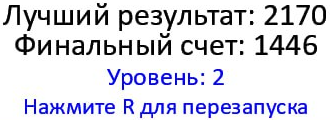 Лучший результат: 2170
Финальный счет: 1446
Уровень: 2
Нажмите R для перезапуска